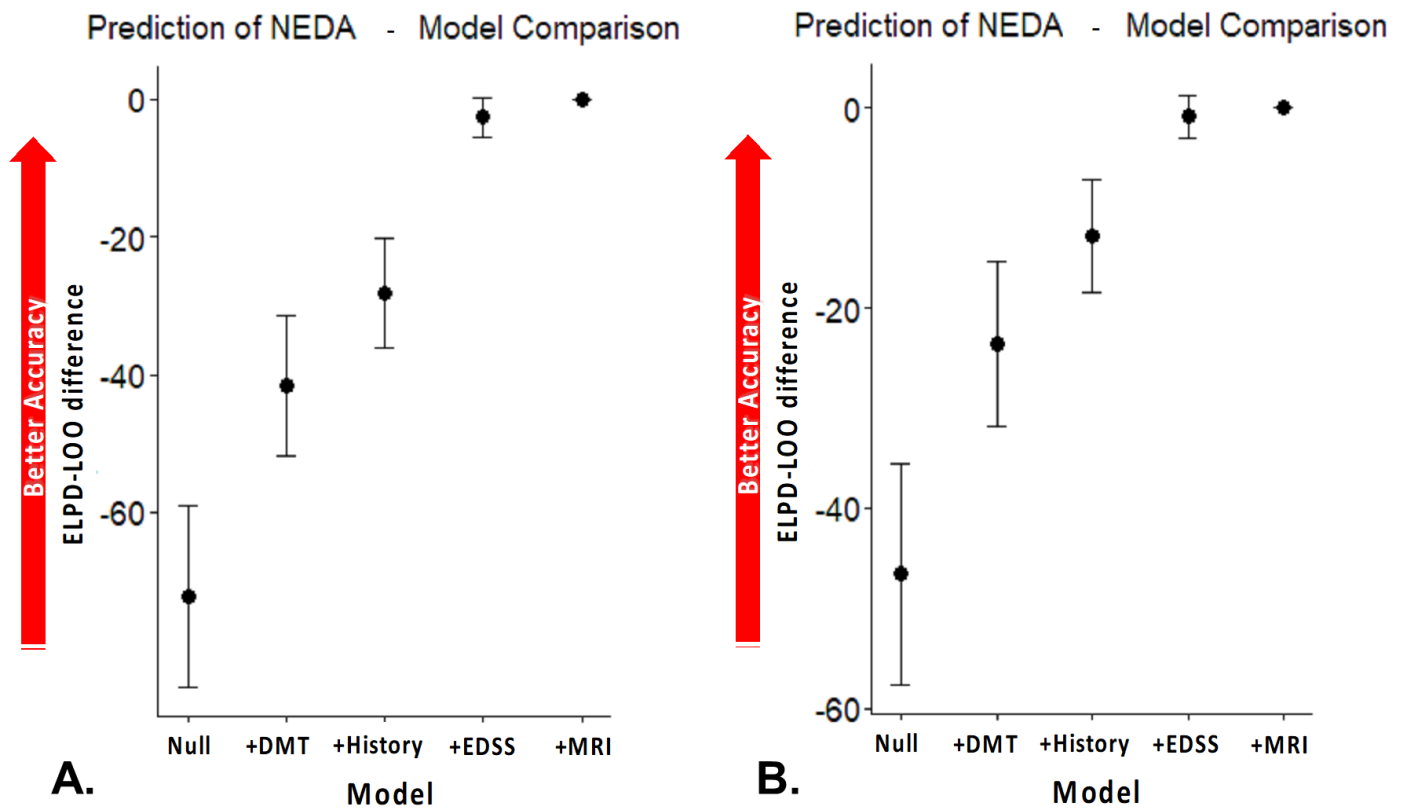 Prediction of NEDA - Model Comparison
0
-20
-40
-60
Better Accuracy
ELPD-LOO difference
Null +DMT +History +EDSS +MRI
Model
A.
Prediction of NEDA - Model Comparison
0
-20
-40
-60
Better Accuracy
ELPD-LOO difference
Null +DMT +History +EDSS +MRI
Model
B.